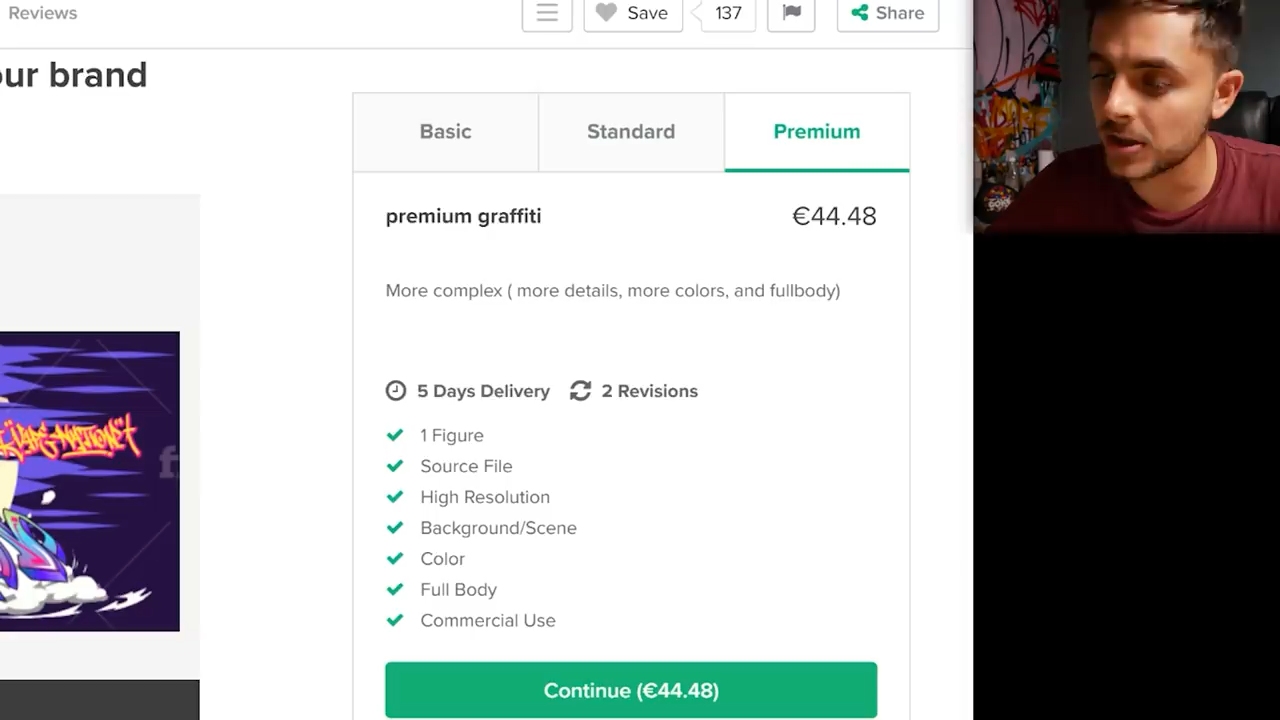 Reviews
Save
137
Share
our brand
Basic
Standard
Premium
premium graffiti
€44.48
More complex ( more details, more colors, and fullbody)
5 Days Delivery
2 Revisions
1 Figure
Source File
High Resolution
Background/Scene
Color
Full Body
Commercial Use
Continue (€44.48)